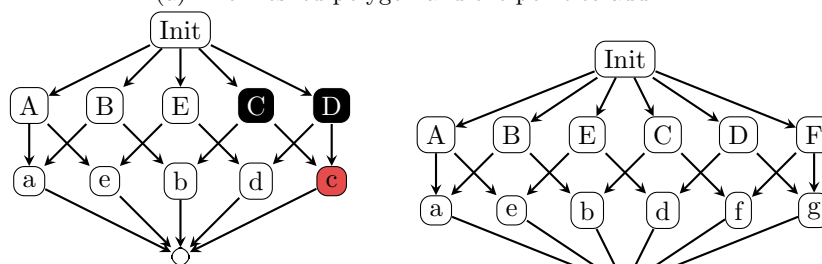 Init
A B E C D
a e b d c
Init
A B E C D F
a e b d f g